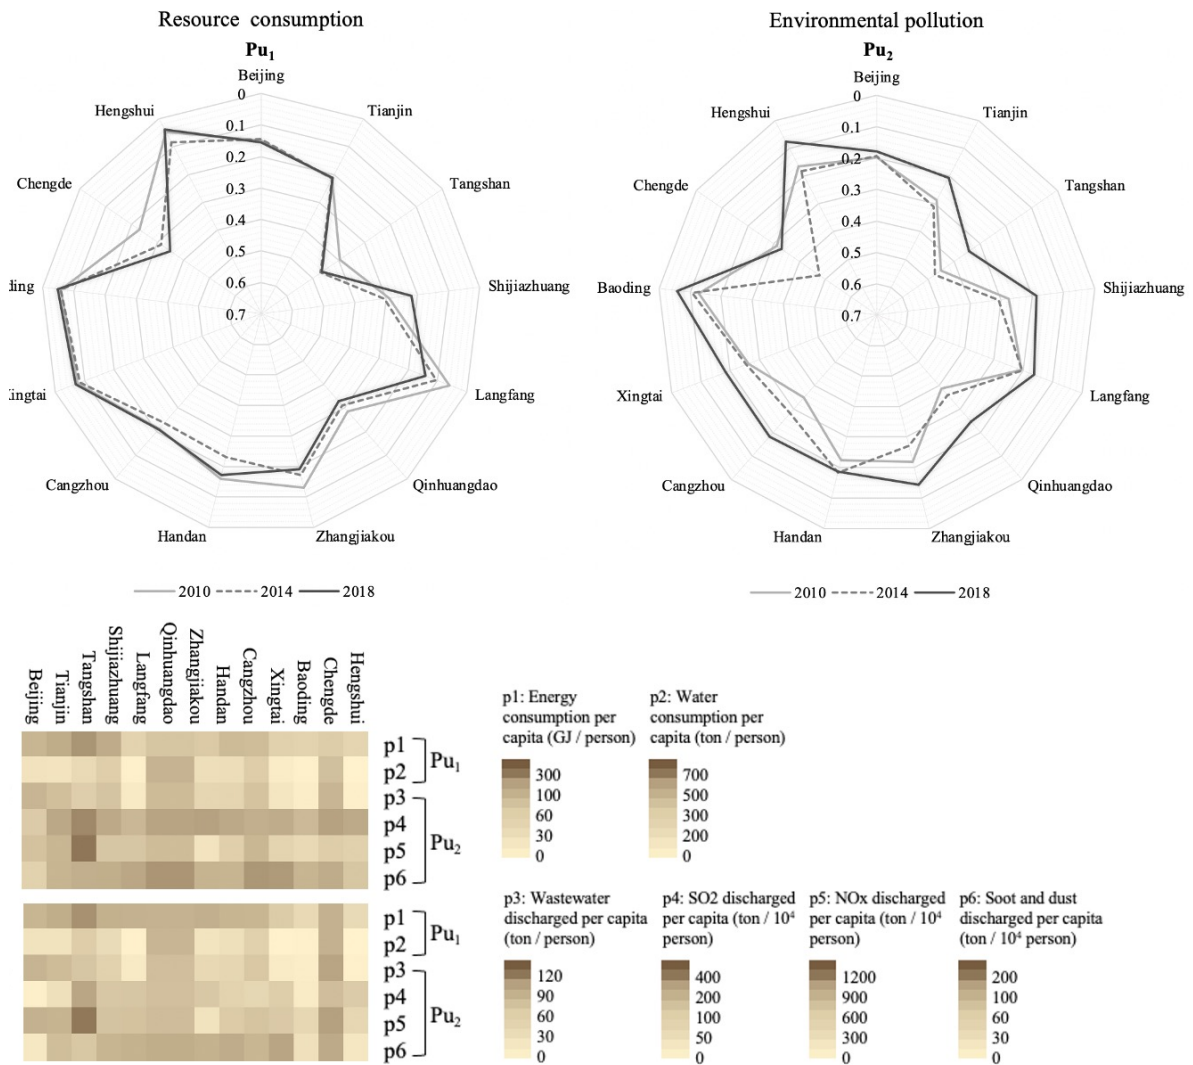 Resource consumption
Pu1
Beijing
Tianjin
Tangshan
Shijiazhuang
Langfang
Qinhuangdao
Zhangjiakou
Handan
Cangzhou
ingtai
ding
Chengde
Hengshui
0
0.1
0.2
0.3
0.4
0.5
0.6
0.7
2010
2014
2018
Environmental pollution
Pu2
Beijing
Tianjin
Tangshan
Shijiazhuang
Langfang
Qinhuangdao
Zhangjiakou
Handan
Cangzhou
Xingtai
Baoding
Chengde
Hengshui
0
0.1
0.2
0.3
0.4
0.5
0.6
0.7
2010
2014
2018
Beijing
Tianjin
Tangshan
Shijiazhuang
Langfang
Qinhuangdao
Zhangjiakou
Handan
Cangzhou
Xingtai
Baoding
Chengde
Hengshui
p1
p2
Pu1
p3
p4
p5
p6
Pu2
p1
p2
Pu1
p3
p4
p5
p6
Pu2
p1: Energy
consumption per
capita (GJ / person)
300
100
60
30
0
p2: Water
consumption per
capita (ton / person)
700
500
300
200
0
p3: Wastewater
discharged per capita
(ton / person)
120
90
60
30
0
p4: SO2 discharged
per capita (ton / 10⁴
person)
400
200
100
50
0
p5: NOx discharged
per capita (ton / 10⁴
person)
1200
900
600
300
0
p6: Soot and dust
discharged per capita
(ton / 10⁴ person)
200
100
60
30
0